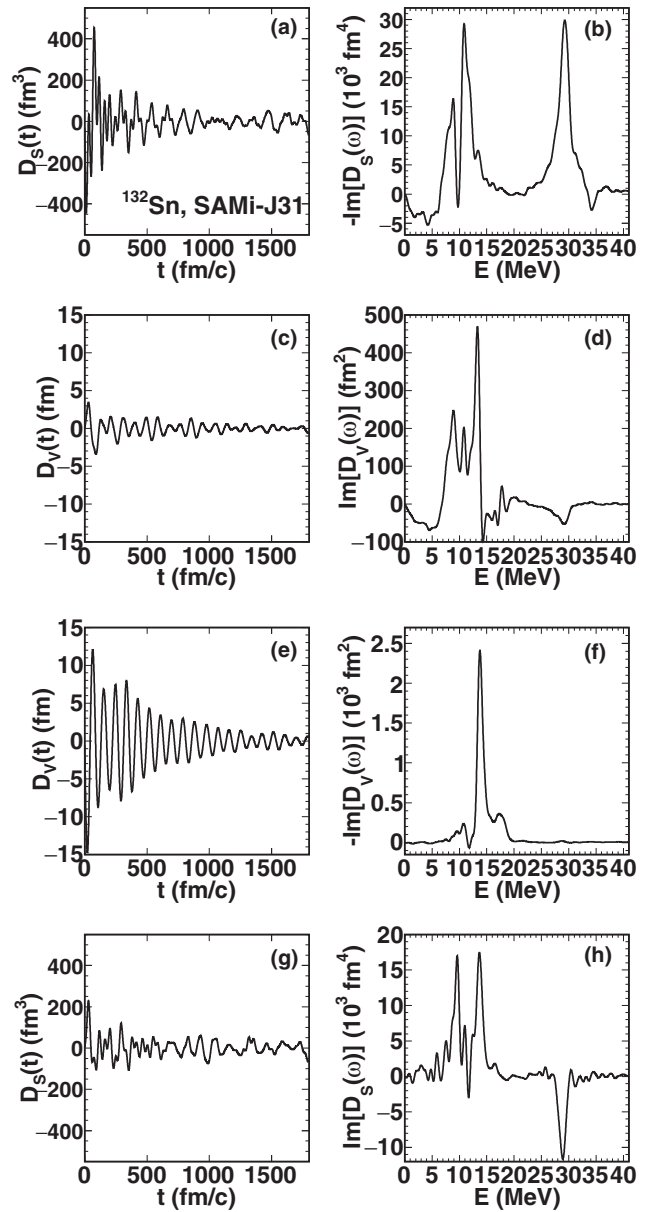 (a)
D_S(t) (fm³)
400
200
0
−200
−400
¹³²Sn, SAMi-J31
0 500 1000 1500
t (fm/c)
(b)
-Im[D_S(ω)] (10³ fm⁴)
30
25
20
15
10
5
0
−5
0 5 10 15 20 25 30 35 40
E (MeV)
(c)
D_V(t) (fm)
15
10
5
0
−5
−10
−15
0 500 1000 1500
t (fm/c)
(d)
Im[D_V(ω)] (fm²)
500
400
300
200
100
0
−100
0 5 10 15 20 25 30 35 40
E (MeV)
(e)
D_V(t) (fm)
15
10
5
0
−5
−10
−15
0 500 1000 1500
t (fm/c)
(f)
-Im[D_V(ω)] (10³ fm²)
2.5
2
1.5
1
0.5
0
0 5 10 15 20 25 30 35 40
E (MeV)
(g)
D_S(t) (fm³)
400
200
0
−200
−400
0 500 1000 1500
t (fm/c)
(h)
Im[D_S(ω)] (10³ fm⁴)
20
15
10
5
0
−5
−10
0 5 10 15 20 25 30 35 40
E (MeV)